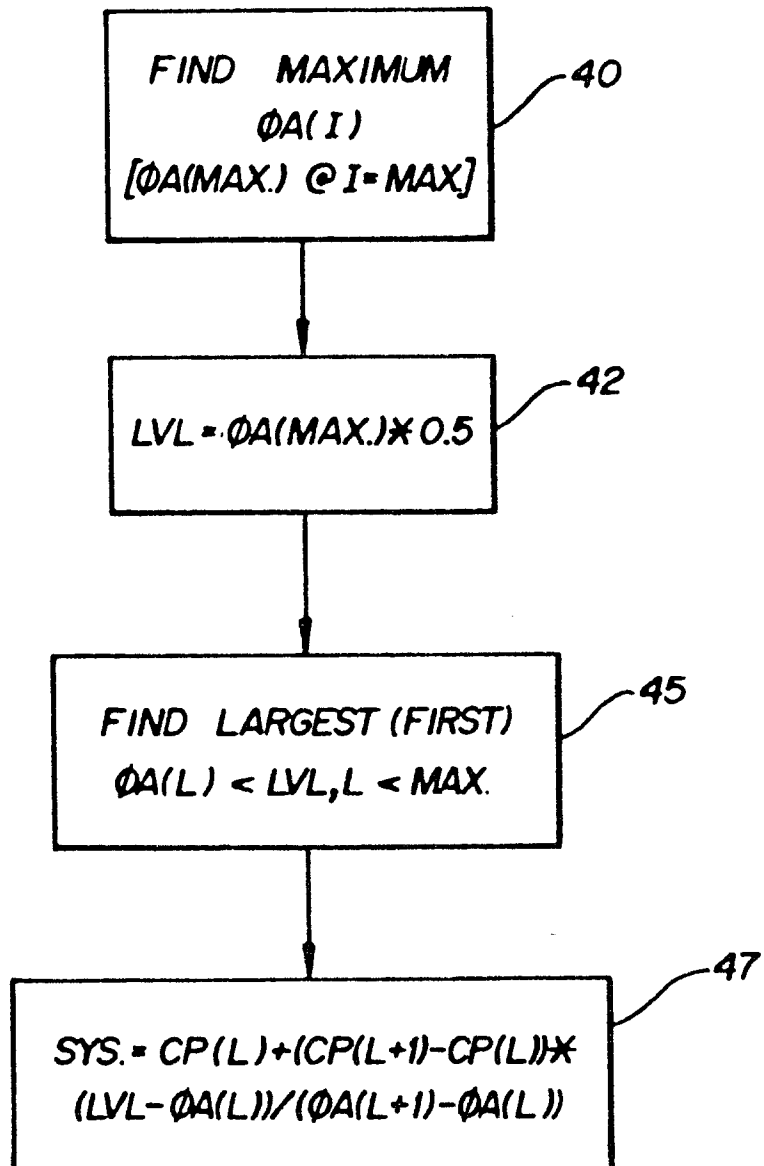 FIND MAXIMUM
ØA(I)
[ØA(MAX.) @ I=MAX.]
40
LVL=ØA(MAX.)* 0.5
42
FIND LARGEST (FIRST)
ØA(L) < LVL, L < MAX.
45
SYS.= CP(L)+(CP(L+1)-CP(L))*
(LVL-ØA(L))/(ØA(L+1)-ØA(L))
47